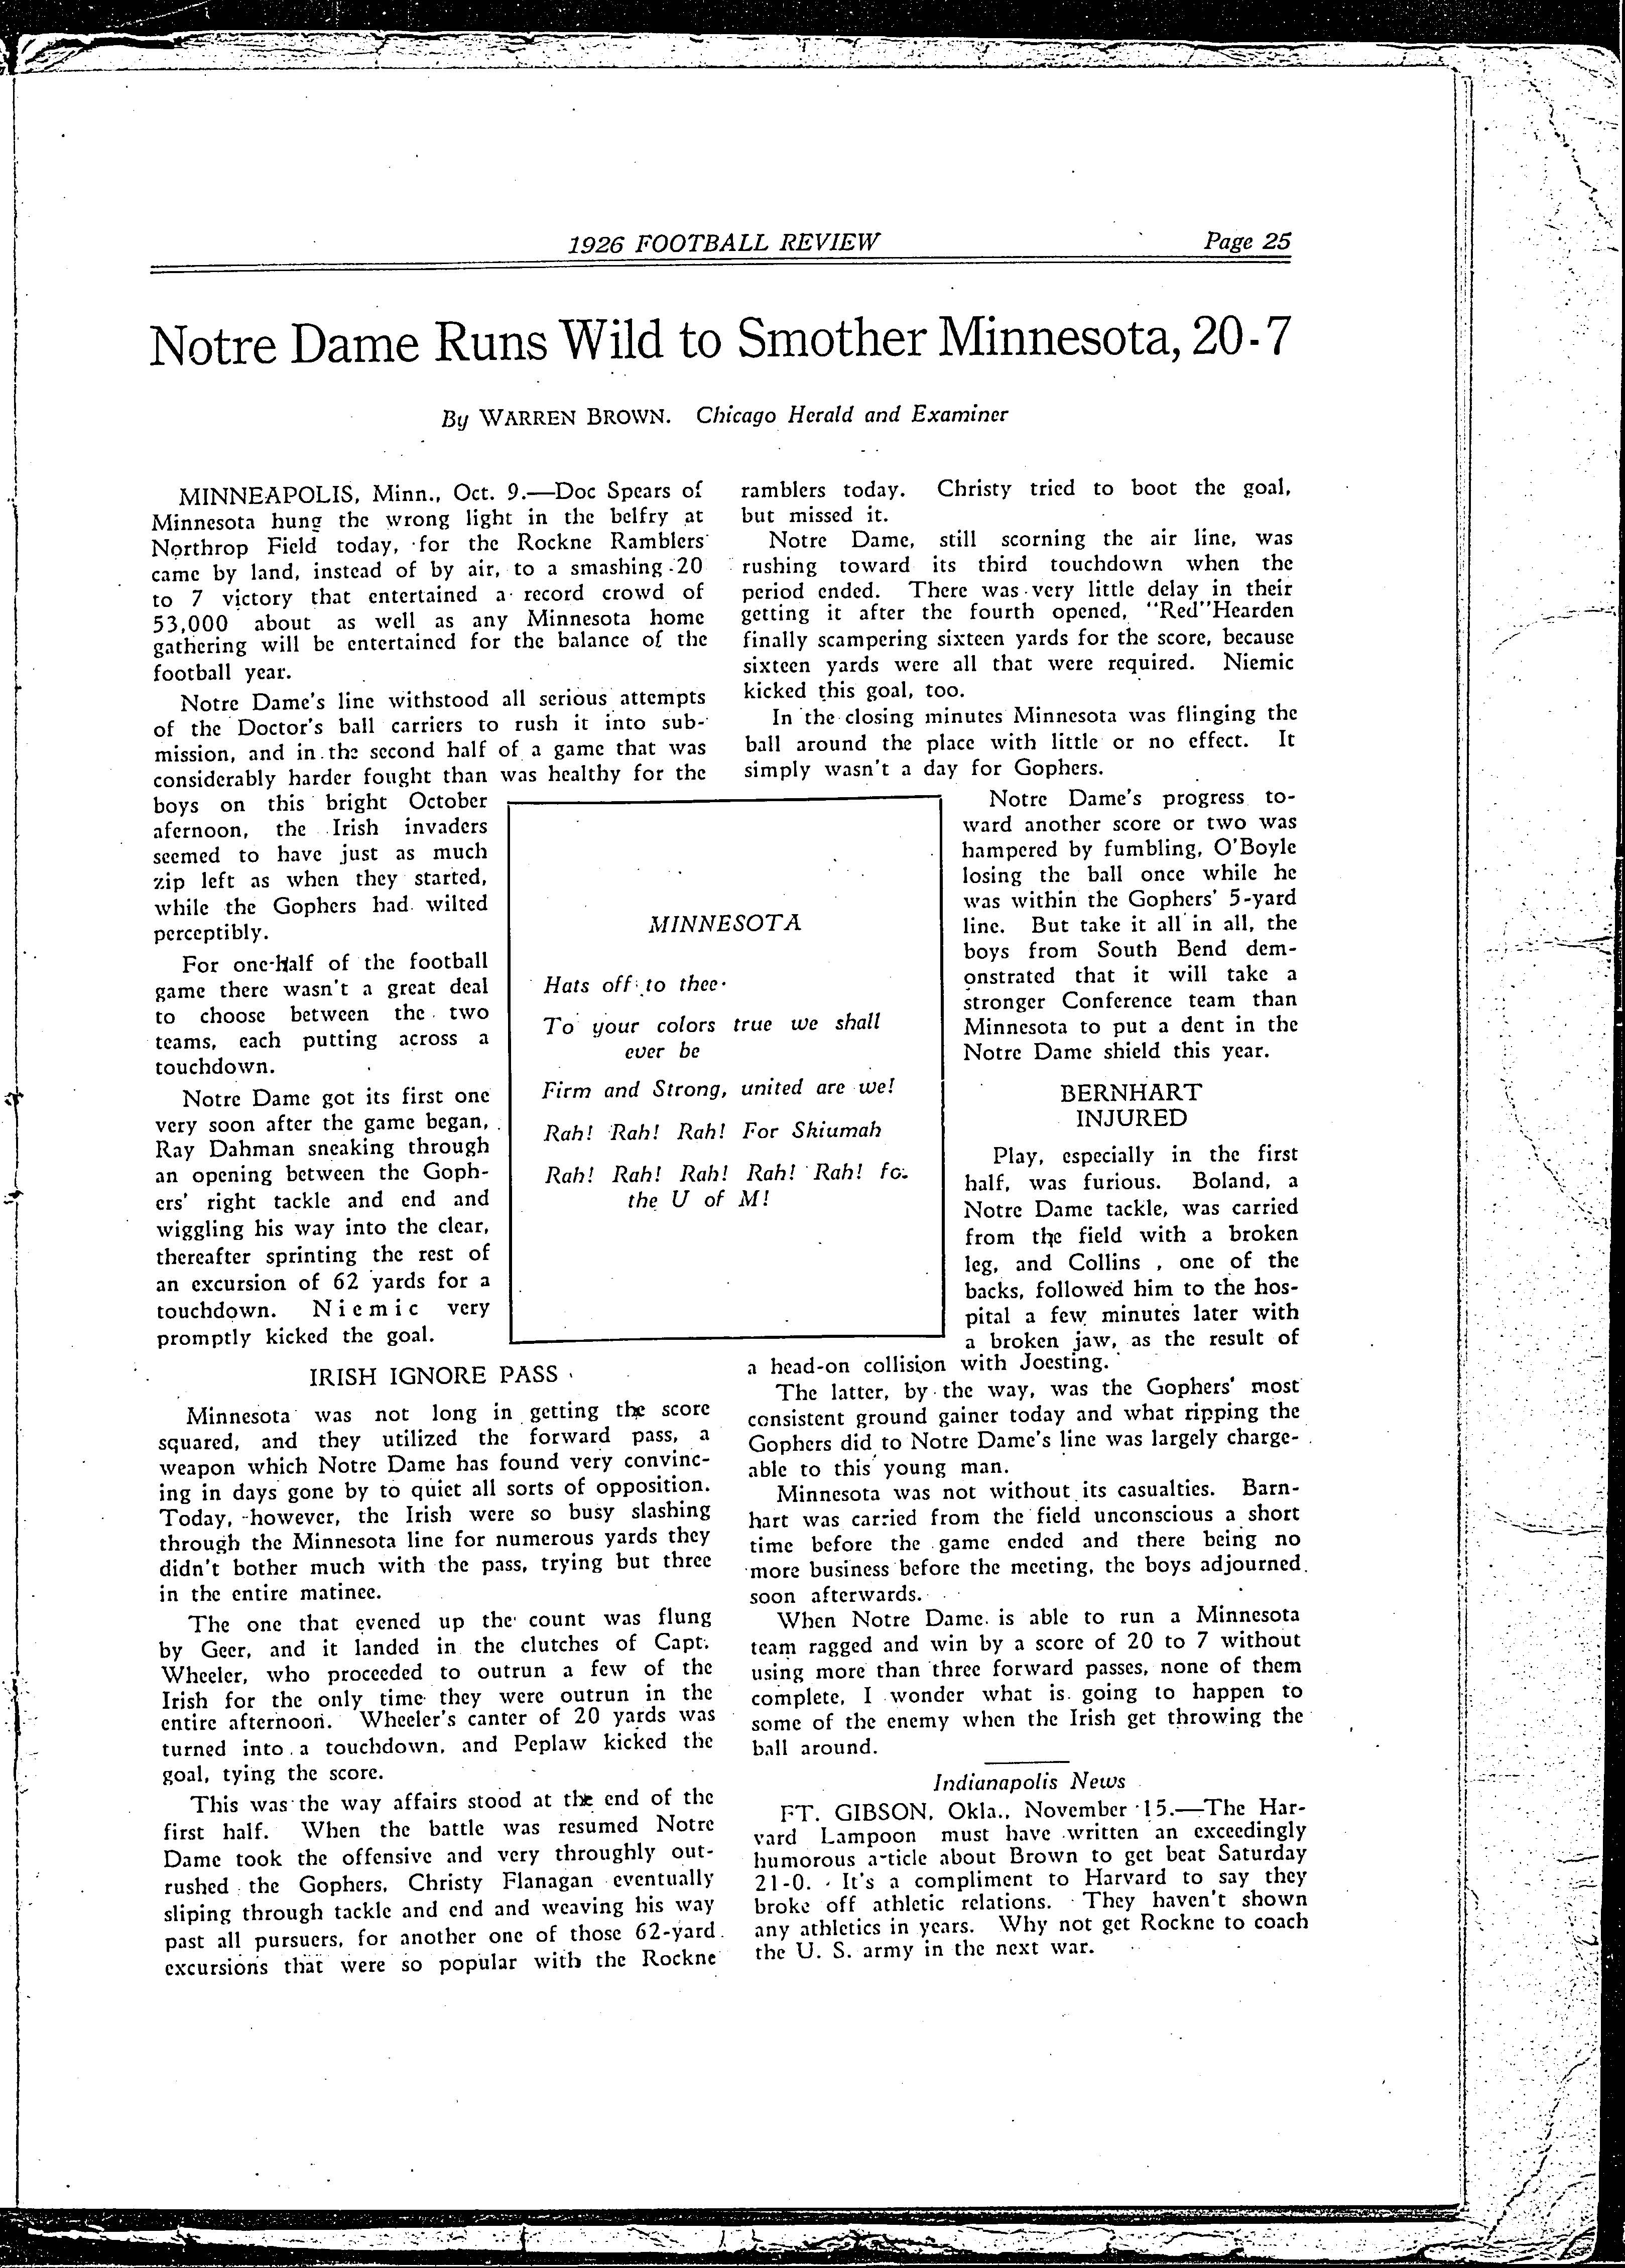 1926 FOOTBALL REVIEW Page 25
Notre Dame Runs Wild to Smother Minnesota, 20-7
By WARREN BROWN. Chicago Herald and Examiner
MINNEAPOLIS, Minn., Oct. 9.—Doc Spears of
Minnesota hung the wrong light in the belfry at
Northrop Field today, for the Rockne Ramblers
came by land, instead of by air, to a smashing 20
to 7 victory that entertained a record crowd of
53,000 about as well as any Minnesota home
gathering will be entertained for the balance of the
football year.
Notre Dame's line withstood all serious attempts
of the Doctor's ball carriers to rush it into sub-
mission, and in the second half of a game that was
considerably harder fought than was healthy for the
boys on this bright October
afernoon, the Irish invaders
seemed to have just as much
zip left as when they started,
while the Gophers had wilted
perceptibly.
For one-half of the football
game there wasn't a great deal
to choose between the two
teams, each putting across a
touchdown.
Notre Dame got its first one
very soon after the game began,
Ray Dahman sneaking through
an opening between the Goph-
ers' right tackle and end and
wiggling his way into the clear,
thereafter sprinting the rest of
an excursion of 62 yards for a
touchdown. Niemic very
promptly kicked the goal.
IRISH IGNORE PASS
Minnesota was not long in getting the score
squared, and they utilized the forward pass, a
weapon which Notre Dame has found very convinc-
ing in days gone by to quiet all sorts of opposition.
Today, however, the Irish were so busy slashing
through the Minnesota line for numerous yards they
didn't bother much with the pass, trying but three
in the entire matinee.
The one that evened up the count was flung
by Geer, and it landed in the clutches of Capt.
Wheeler, who proceeded to outrun a few of the
Irish for the only time they were outrun in the
entire afternoon. Wheeler's canter of 20 yards was
turned into a touchdown, and Peplaw kicked the
goal, tying the score.
This was the way affairs stood at the end of the
first half. When the battle was resumed Notre
Dame took the offensive and very throughly out-
rushed the Gophers, Christy Flanagan eventually
sliping through tackle and end and weaving his way
past all pursuers, for another one of those 62-yard
excursions that were so popular with the Rockne
MINNESOTA
Hats off to thee
To your colors true we shall
ever be
Firm and Strong, united are we!
Rah! Rah! Rah! For Skiumah
Rah! Rah! Rah! Rah! Rah! fo.
the U of M!
ramblers today. Christy tried to boot the goal,
but missed it.
Notre Dame, still scorning the air line, was
rushing toward its third touchdown when the
period ended. There was very little delay in their
getting it after the fourth opened, "Red"Hearden
finally scampering sixteen yards for the score, because
sixteen yards were all that were required. Niemic
kicked this goal, too.
In the closing minutes Minnesota was flinging the
ball around the place with little or no effect. It
simply wasn't a day for Gophers.
Notre Dame's progress to-
ward another score or two was
hampered by fumbling, O'Boyle
losing the ball once while he
was within the Gophers' 5-yard
line. But take it all in all, the
boys from South Bend dem-
onstrated that it will take a
stronger Conference team than
Minnesota to put a dent in the
Notre Dame shield this year.
BERNHART
INJURED
Play, especially in the first
half, was furious. Boland, a
Notre Dame tackle, was carried
from the field with a broken
leg, and Collins , one of the
backs, followed him to the hos-
pital a few minutes later with
a broken jaw, as the result of
a head-on collision with Joesting.
The latter, by the way, was the Gophers' most
consistent ground gainer today and what ripping the
Gophers did to Notre Dame's line was largely charge-
able to this young man.
Minnesota was not without its casualties. Barn-
hart was carried from the field unconscious a short
time before the game ended and there being no
more business before the meeting, the boys adjourned
soon afterwards.
When Notre Dame is able to run a Minnesota
team ragged and win by a score of 20 to 7 without
using more than three forward passes, none of them
complete, I wonder what is going to happen to
some of the enemy when the Irish get throwing the
ball around.
Indianapolis News
FT. GIBSON, Okla., November 15.—The Har-
vard Lampoon must have written an exceedingly
humorous article about Brown to get beat Saturday
21-0. It's a compliment to Harvard to say they
broke off athletic relations. They haven't shown
any athletics in years. Why not get Rockne to coach
the U. S. army in the next war.